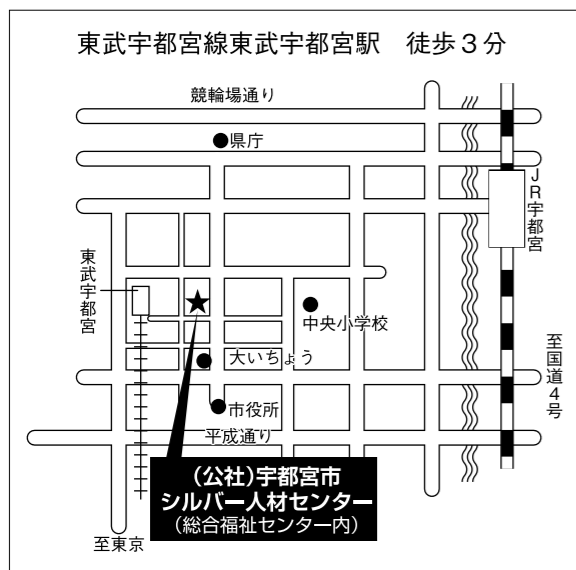 東武宇都宮線東武宇都宮駅　徒歩３分
競輪場通り
県庁
ＪＲ宇都宮
東武宇都宮
中央小学校
大いちょう
至国道４号
市役所
平成通り
（公社）宇都宮市
シルバー人材センター
（総合福祉センター内）
至東京